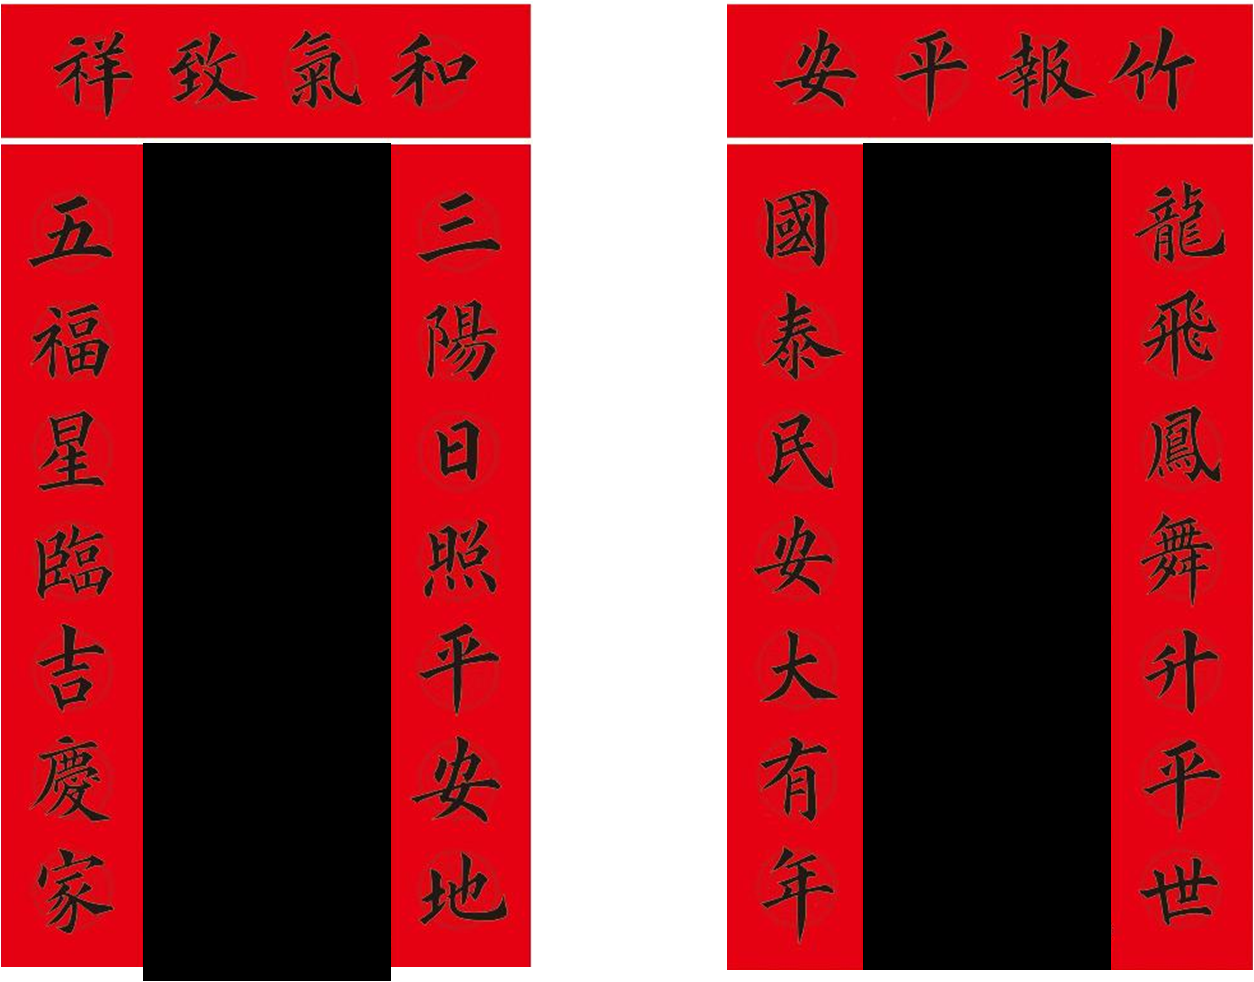 和氣致祥
三陽日照平安地
五福星臨吉慶家
竹報平安
龍飛鳳舞升平世
國泰民安大有年